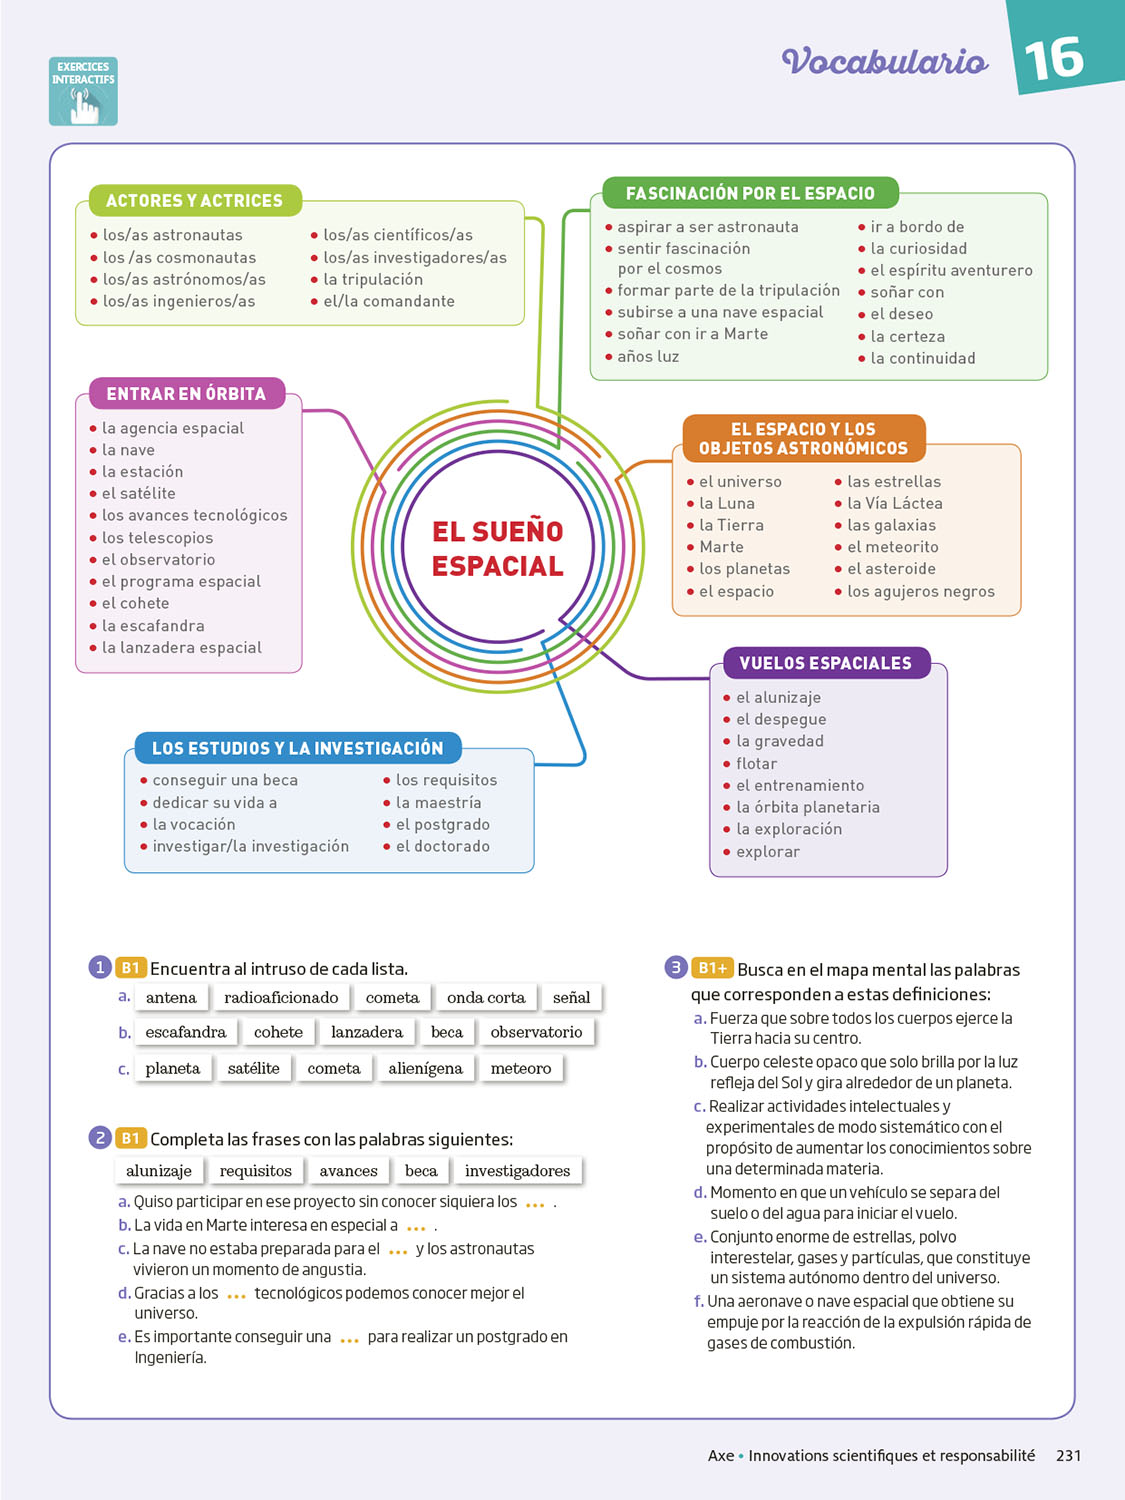 EXERCICES
INTERACTIFS
Vocabulario
16
ACTORES Y ACTRICES
• los/as astronautas
• los /as cosmonautas
• los/as astrónomos/as
• los/as ingenieros/as
• los/as científicos/as
• los/as investigadores/as
• la tripulación
• el/la comandante
FASCINACIÓN POR EL ESPACIO
• aspirar a ser astronauta
• sentir fascinación
por el cosmos
• formar parte de la tripulación
• subirse a una nave espacial
• soñar con ir a Marte
• años luz
• ir a bordo de
• la curiosidad
• el espíritu aventurero
• soñar con
• el deseo
• la certeza
• la continuidad
ENTRAR EN ÓRBITA
• la agencia espacial
• la nave
• la estación
• el satélite
• los avances tecnológicos
• los telescopios
• el observatorio
• el programa espacial
• el cohete
• la escafandra
• la lanzadera espacial
EL SUEÑO
ESPACIAL
EL ESPACIO Y LOS
OBJETOS ASTRONÓMICOS
• el universo
• la Luna
• la Tierra
• Marte
• los planetas
• el espacio
• las estrellas
• la Vía Láctea
• las galaxias
• el meteorito
• el asteroide
• los agujeros negros
VUELOS ESPACIALES
• el alunizaje
• el despegue
• la gravedad
• flotar
• el entrenamiento
• la órbita planetaria
• la exploración
• explorar
LOS ESTUDIOS Y LA INVESTIGACIÓN
• conseguir una beca
• dedicar su vida a
• la vocación
• investigar/la investigación
• los requisitos
• la maestría
• el postgrado
• el doctorado
1 B1 Encuentra al intruso de cada lista.
a. antena radioaficionado cometa onda corta señal
b. escafandra cohete lanzadera beca observatorio
c. planeta satélite cometa alienígena meteoro
2 B1 Completa las frases con las palabras siguientes:
alunizaje requisitos avances beca investigadores
a. Quiso participar en ese proyecto sin conocer siquiera los ... .
b. La vida en Marte interesa en especial a ... .
c. La nave no estaba preparada para el ... y los astronautas
vivieron un momento de angustia.
d. Gracias a los ... tecnológicos podemos conocer mejor el
universo.
e. Es importante conseguir una ... para realizar un postgrado en
Ingeniería.
3 B1+ Busca en el mapa mental las palabras
que corresponden a estas definiciones:
a. Fuerza que sobre todos los cuerpos ejerce la
Tierra hacia su centro.
b. Cuerpo celeste opaco que solo brilla por la luz
refleja del Sol y gira alrededor de un planeta.
c. Realizar actividades intelectuales y
experimentales de modo sistemático con el
propósito de aumentar los conocimientos sobre
una determinada materia.
d. Momento en que un vehículo se separa del
suelo o del agua para iniciar el vuelo.
e. Conjunto enorme de estrellas, polvo
interestelar, gases y partículas, que constituye
un sistema autónomo dentro del universo.
f. Una aeronave o nave espacial que obtiene su
empuje por la reacción de la expulsión rápida de
gases de combustión.
Axe • Innovations scientifiques et responsabilité 231